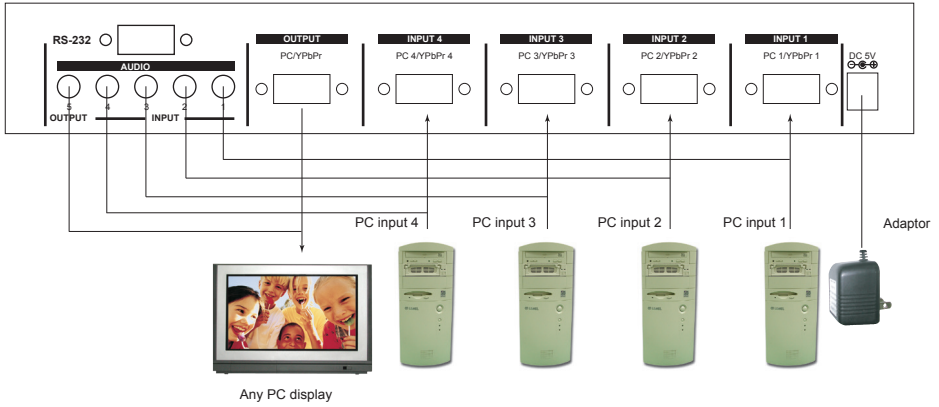 RS-232
OUTPUT
INPUT 4
INPUT 3
INPUT 2
INPUT 1
PC/YPbPr
PC 4/YPbPr 4
PC 3/YPbPr 3
PC 2/YPbPr 2
PC 1/YPbPr 1
DC 5V
AUDIO
5
4
3
2
1
OUTPUT
INPUT
PC input 4
PC input 3
PC input 2
PC input 1
Adaptor
Any PC display